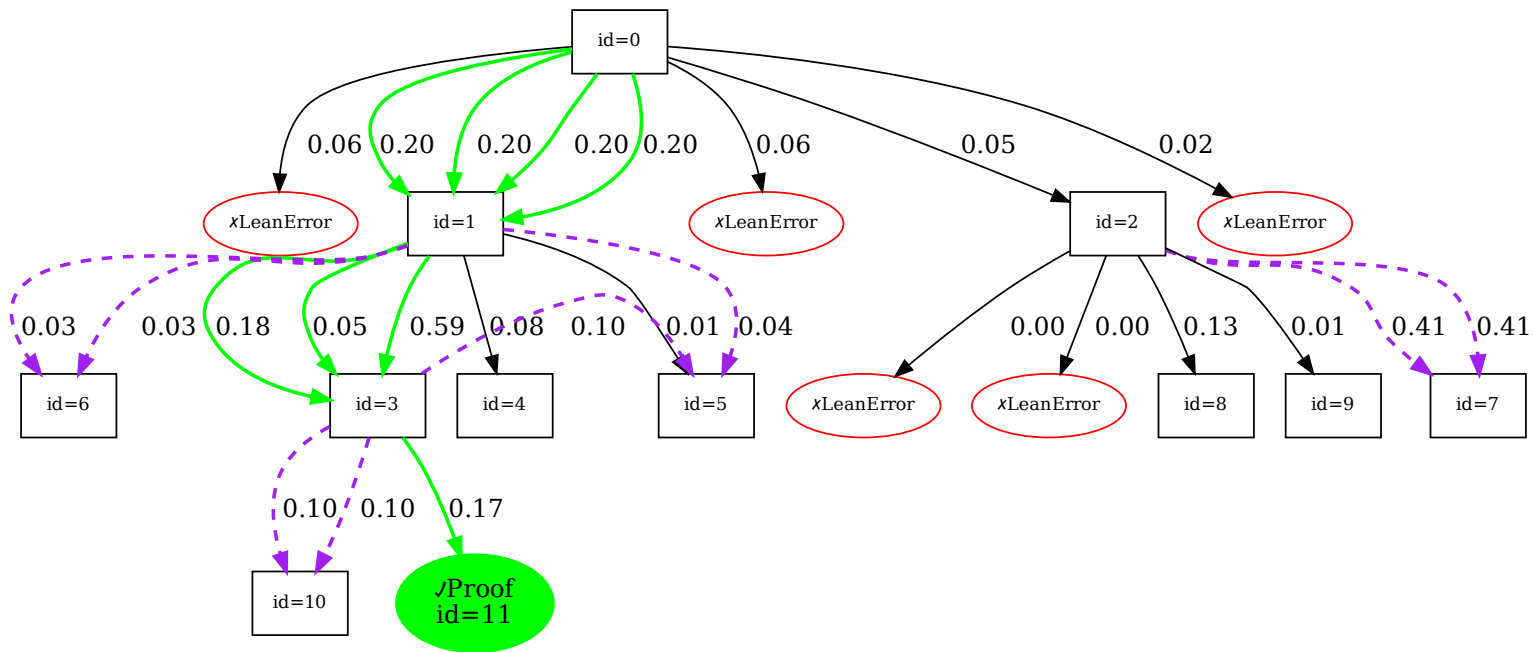 id=0
0.06
0.20
0.20
0.20
0.20
0.06
0.05
0.02
✗LeanError
id=1
✗LeanError
id=2
✗LeanError
0.03
0.03
0.18
0.05
0.59
0.08
0.10
0.01
0.04
0.00
0.00
0.13
0.01
0.41
0.41
id=6
id=3
id=4
id=5
✗LeanError
✗LeanError
id=8
id=9
id=7
0.10
0.10
0.17
id=10
✓Proof
id=11